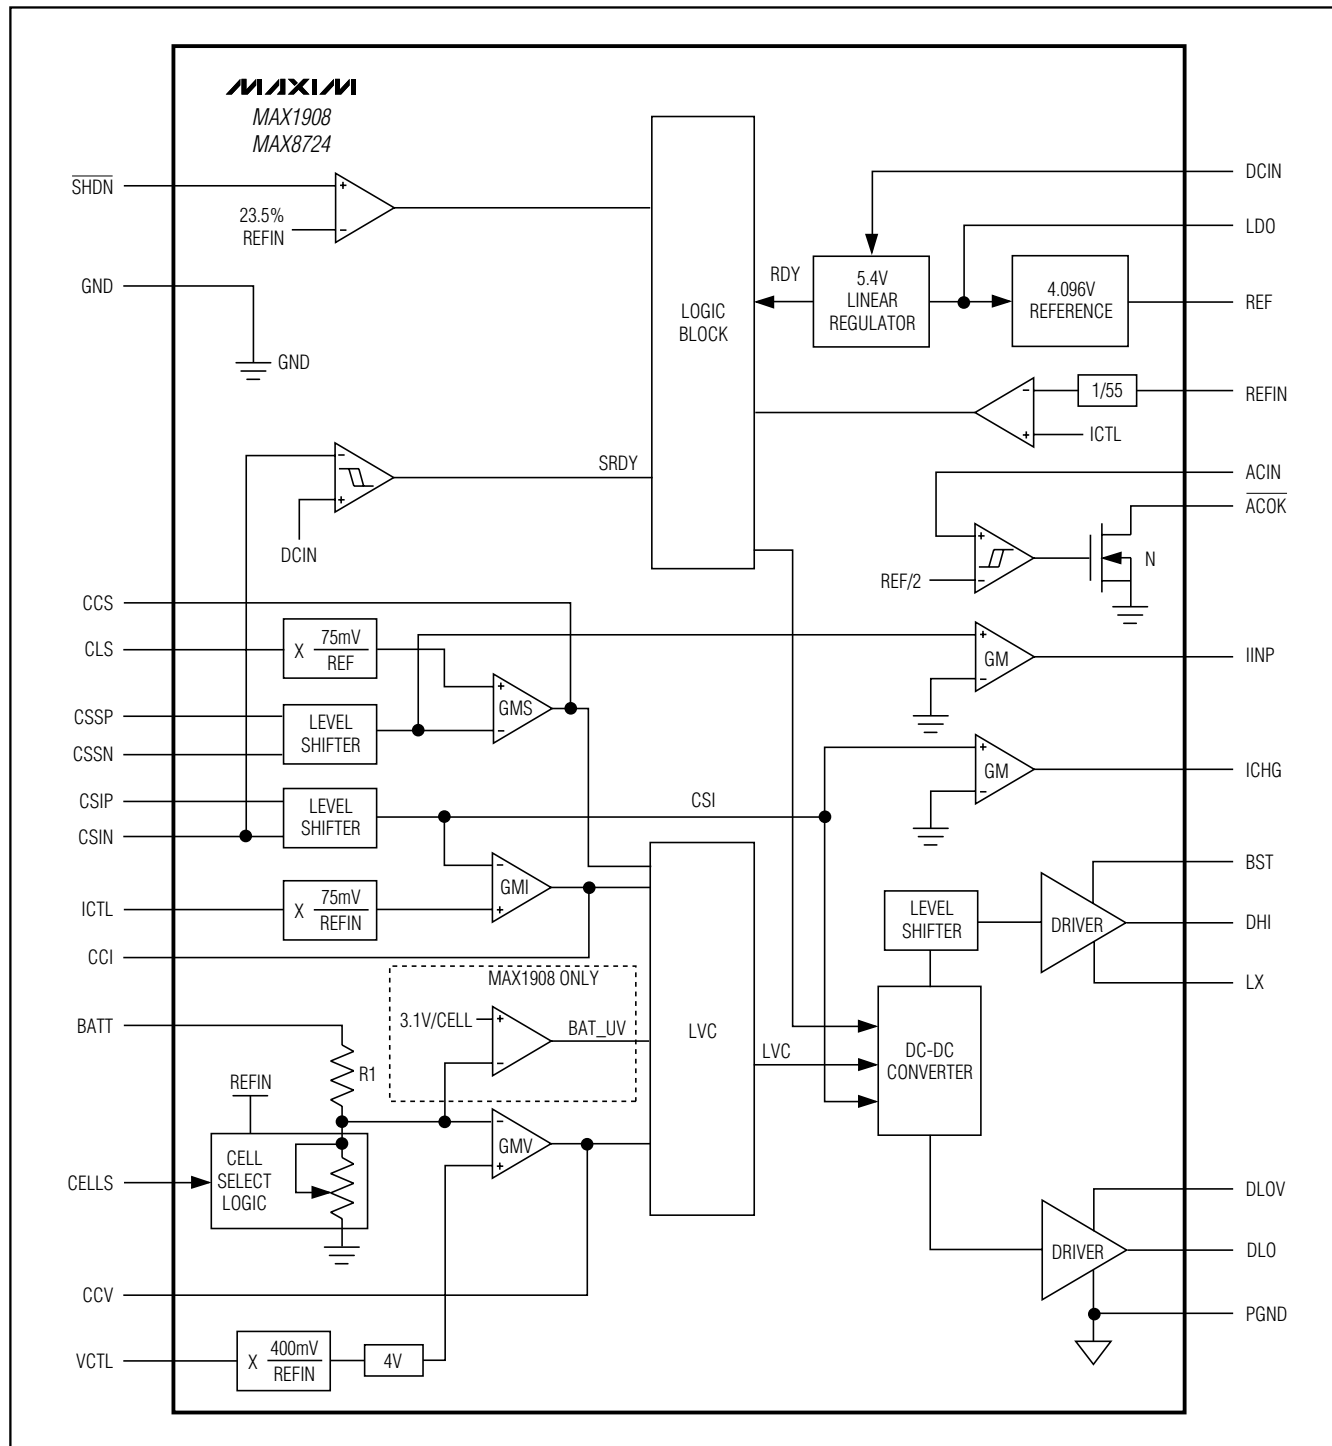 MAXIM
MAX1908
MAX8724
SHDN
23.5%
REFIN
GND
GND
LOGIC
BLOCK
RDY
5.4V
LINEAR
REGULATOR
4.096V
REFERENCE
DCIN
LDO
REF
1/55
REFIN
ICTL
SRDY
DCIN
ACIN
ACOK
REF/2
N
CCS
CLS
X 75mV
REF
CSSP
CSSN
LEVEL
SHIFTER
GMS
GM
IINP
CSIP
CSIN
LEVEL
SHIFTER
CSI
GM
ICHG
ICTL
X 75mV
REFIN
GMI
CCI
BST
DHI
LX
LEVEL
SHIFTER
DRIVER
MAX1908 ONLY
3.1V/CELL
BAT_UV
BATT
R1
REFIN
CELLS
CELL
SELECT
LOGIC
GMV
LVC
LVC
DC-DC
CONVERTER
DLOV
DLO
PGND
DRIVER
CCV
VCTL
X 400mV
REFIN
4V
+
-
+
-
-
+
+
-
+
-
+
-
+
-
+
-
-
+
+
-
-
+